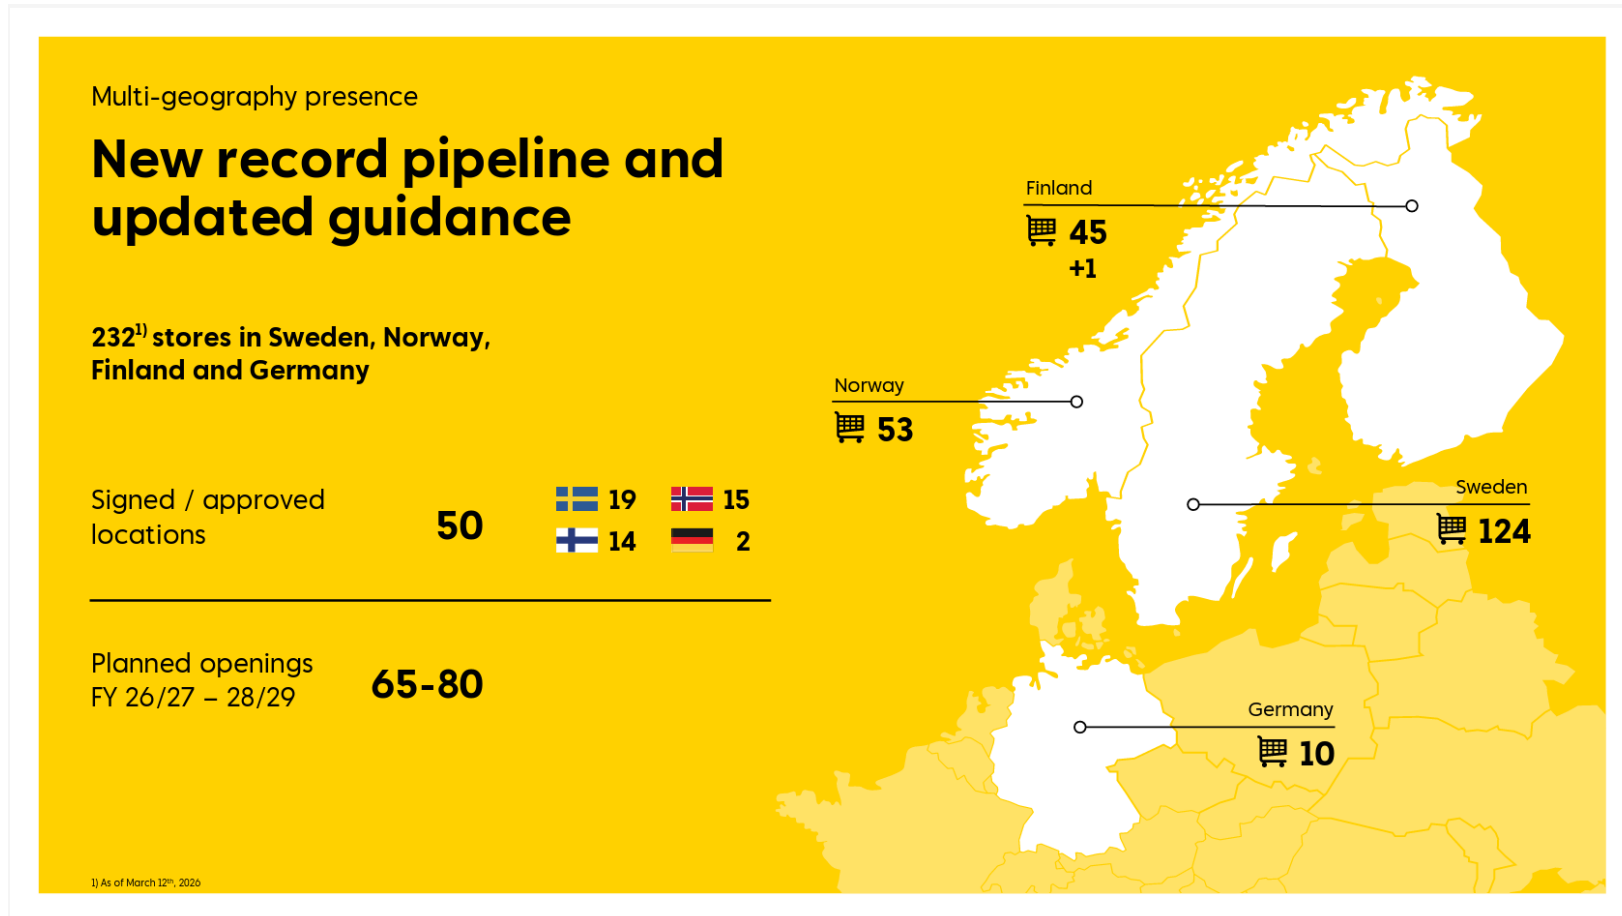 Multi-geography presence
New record pipeline and
updated guidance
232¹⁾ stores in Sweden, Norway,
Finland and Germany
Signed / approved
locations
50
19
15
14
2
Planned openings
FY 26/27 – 28/29
65-80
1) As of March 12ᵗʰ, 2026
Finland
45
+1
Norway
53
Sweden
124
Germany
10